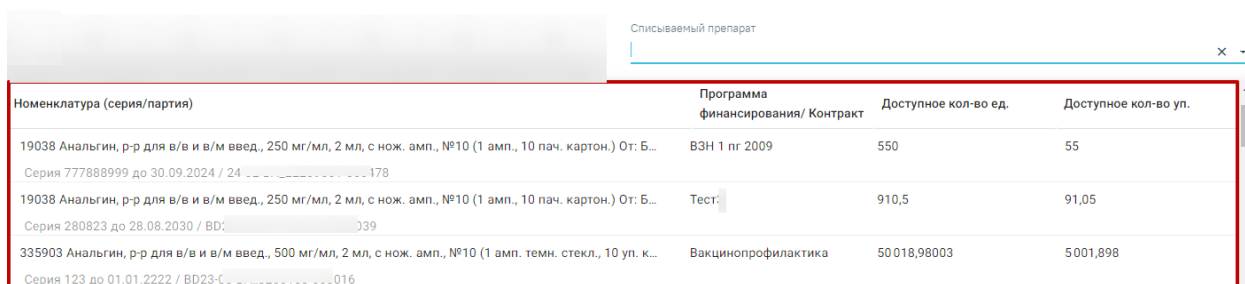 Списываемый препарат
Номенклатура (серия/партия) Программа финансирования/ Контракт Доступное кол-во ед. Доступное кол-во уп.
19038 Анальгин, р-р для в/в и в/м введ., 250 мг/мл, 2 мл, с нож. амп., №10 (1 амп., 10 пач. картон.) От: Б... ВЗН 1 пг 2009 550 55
Серия 777888999 до 30.09.2024 / 24 478
19038 Анальгин, р-р для в/в и в/м введ., 250 мг/мл, 2 мл, с нож. амп., №10 (1 амп., 10 пач. картон.) От: Б... Тест 910,5 91,05
Серия 280823 до 28.08.2030 / BD 039
335903 Анальгин, р-р для в/в и в/м введ., 500 мг/мл, 2 мл, с нож. амп., №10 (1 амп. темн. стекл., 10 уп. к... Вакцинопрофилактика 50 018,98003 5 001,898
Серия 123 до 01.01.2222 / BD23- 016